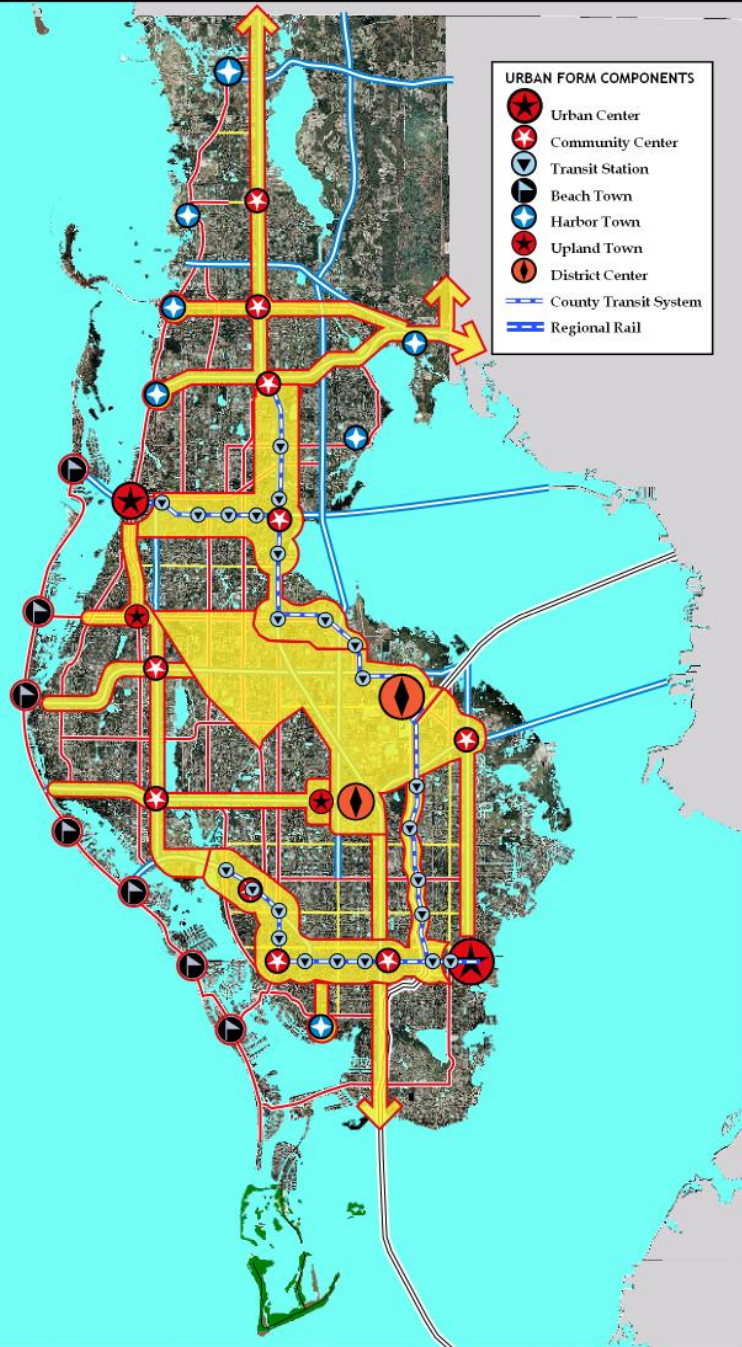 URBAN FORM COMPONENTS
Urban Center
Community Center
Transit Station
Beach Town
Harbor Town
Upland Town
District Center
County Transit System
Regional Rail